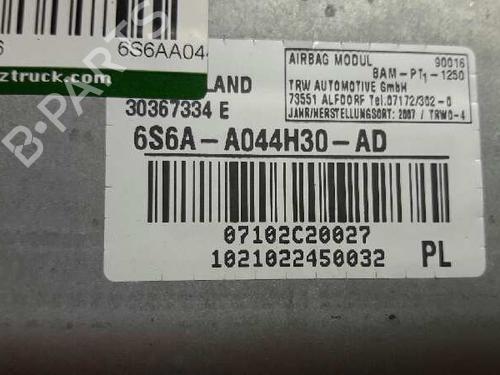 6S6AA044
ztruck.com
B-PARTS
LAND
30367334 E
6S6A-A044H30-AD
AIRBAG MODUL 90016
BAM-PT1-1250
TRW AUTOMOTIVE GmbH
73551 ALFDORF Tel.07172/302-0
JAHR/HERSTELLUNGSORT: 2007 / TRWO-4
07102C20027
1021022450032 PL